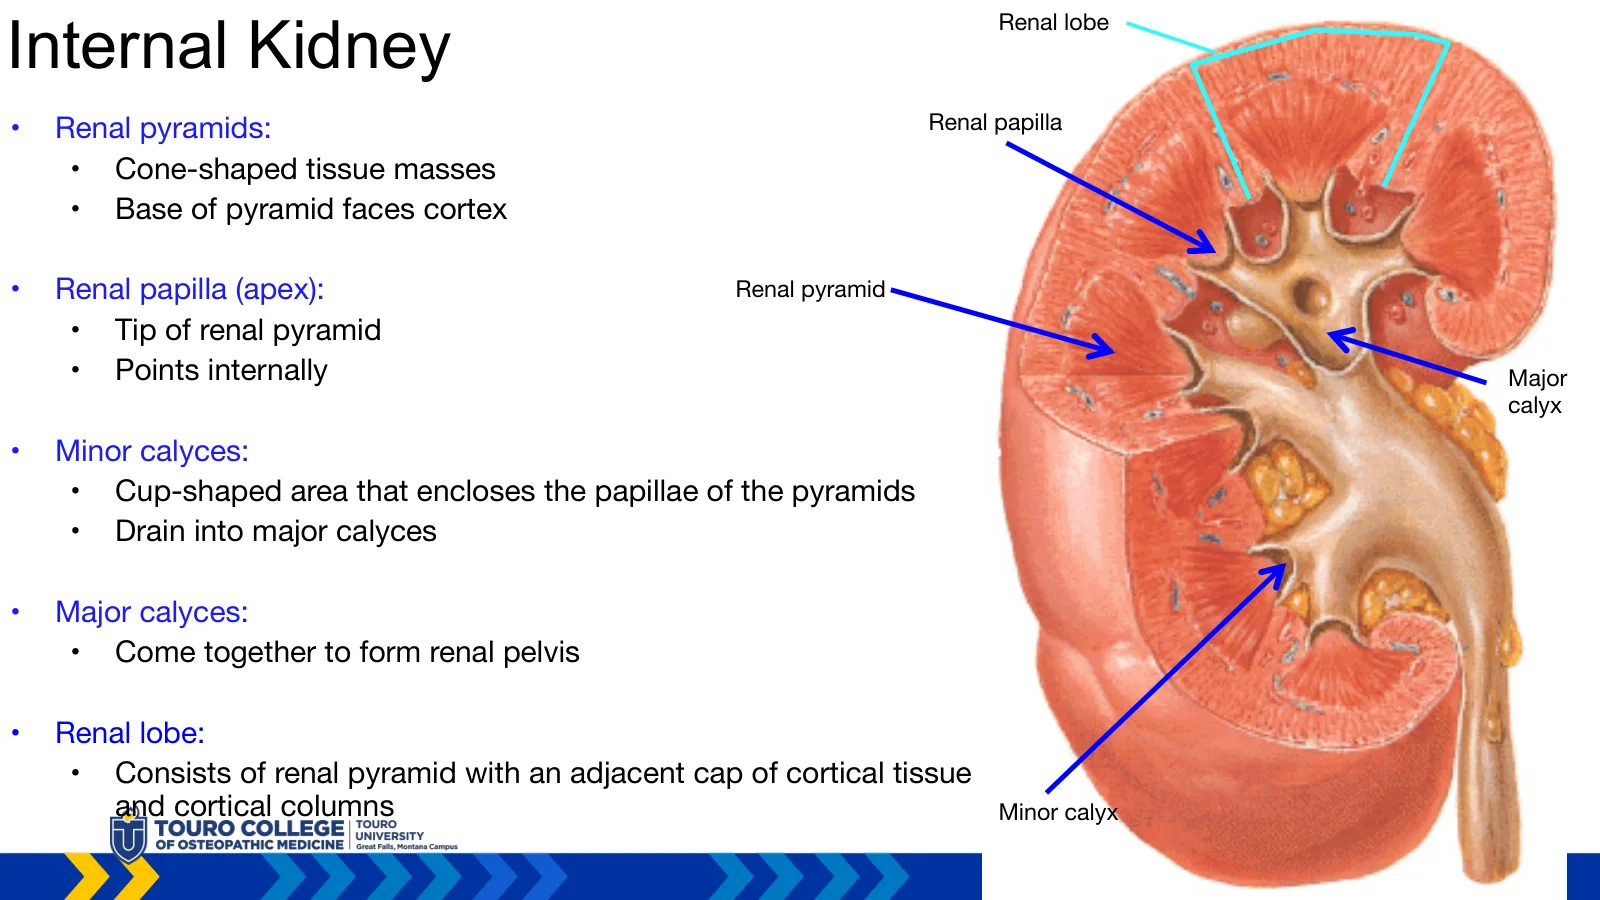 Internal Kidney
• Renal pyramids:
• Cone-shaped tissue masses
• Base of pyramid faces cortex
• Renal papilla (apex):
• Tip of renal pyramid
• Points internally
• Minor calyces:
• Cup-shaped area that encloses the papillae of the pyramids
• Drain into major calyces
• Major calyces:
• Come together to form renal pelvis
• Renal lobe:
• Consists of renal pyramid with an adjacent cap of cortical tissue
and cortical columns
Renal lobe
Renal papilla
Renal pyramid
Major
calyx
Minor calyx
TOURO COLLEGE
OF OSTEOPATHIC MEDICINE
TOURO
UNIVERSITY
Great Falls, Montana Campus